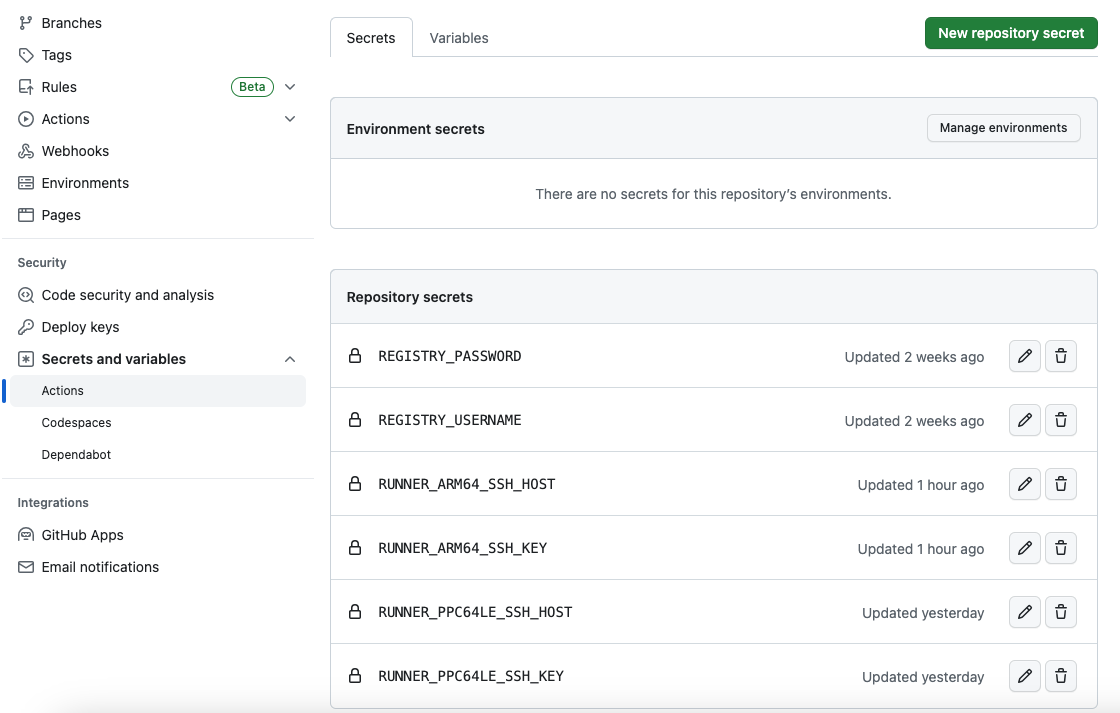 Branches
Tags
Rules Beta
Actions
Webhooks
Environments
Pages
Security
Code security and analysis
Deploy keys
Secrets and variables
Actions
Codespaces
Dependabot
Integrations
GitHub Apps
Email notifications
Secrets Variables New repository secret
Environment secrets Manage environments
There are no secrets for this repository’s environments.
Repository secrets
REGISTRY_PASSWORD Updated 2 weeks ago
REGISTRY_USERNAME Updated 2 weeks ago
RUNNER_ARM64_SSH_HOST Updated 1 hour ago
RUNNER_ARM64_SSH_KEY Updated 1 hour ago
RUNNER_PPC64LE_SSH_HOST Updated yesterday
RUNNER_PPC64LE_SSH_KEY Updated yesterday